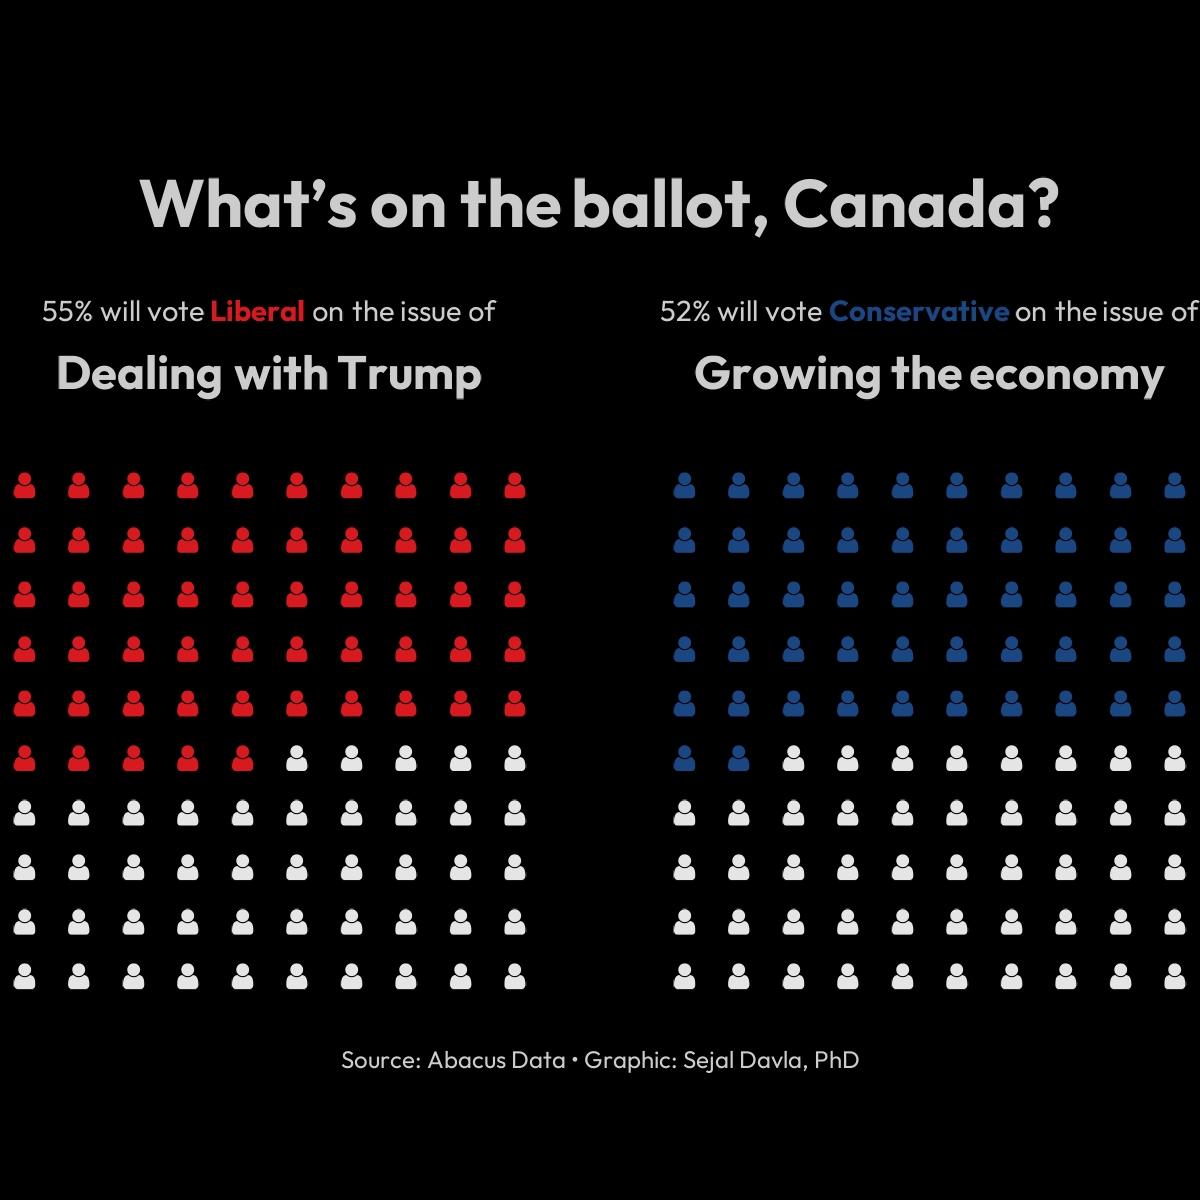 What's on the ballot, Canada?
55% will vote Liberal on the issue of
Dealing with Trump
52% will vote Conservative on the issue of
Growing the economy
Source: Abacus Data • Graphic: Sejal Davla, PhD